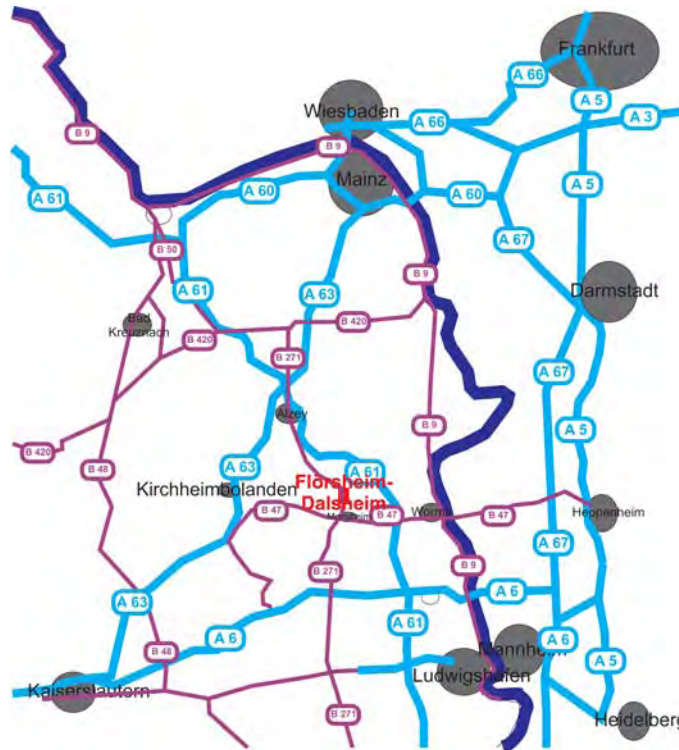 Frankfurt
A 66
A 5
Wiesbaden
A 66
A 3
B 9
B 9
Mainz
A 5
A 61
A 60
A 60
A 67
B 50
B 9
A 61
A 63
Darmstadt
Bad
Kreuznach
B 420
B 420
B 271
A 67
Alzey
B 9
A 5
B 420
B 48
A 63
A 61
Flörsheim-
Dalsheim
Kirchheimbolanden
B 47
B 47
B 47
Heppenheim
A 67
B 271
B 9
A 63
A 6
A 6
A 61
A 6
B 48
Mannheim
A 5
Ludwigshafen
Kaiserslautern
B 271
Heidelberg